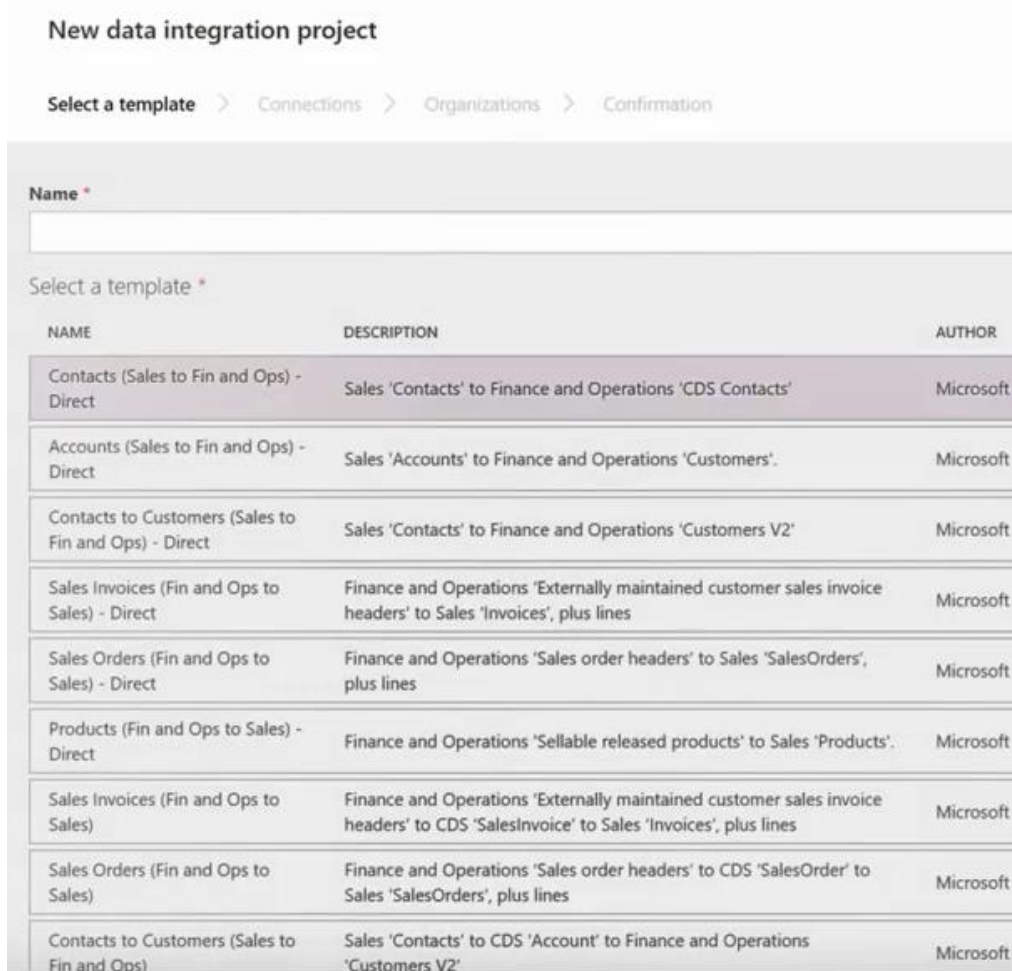 New data integration project
Select a template > Connections > Organizations > Confirmation
Name *
Select a template *
NAME DESCRIPTION AUTHOR
Contacts (Sales to Fin and Ops) -
Direct
Sales 'Contacts' to Finance and Operations 'CDS Contacts'
Microsoft
Accounts (Sales to Fin and Ops) -
Direct
Sales 'Accounts' to Finance and Operations 'Customers'.
Microsoft
Contacts to Customers (Sales to
Fin and Ops) - Direct
Sales 'Contacts' to Finance and Operations 'Customers V2'
Microsoft
Sales Invoices (Fin and Ops to
Sales) - Direct
Finance and Operations 'Externally maintained customer sales invoice
headers' to Sales 'Invoices', plus lines
Microsoft
Sales Orders (Fin and Ops to
Sales) - Direct
Finance and Operations 'Sales order headers' to Sales 'SalesOrders',
plus lines
Microsoft
Products (Fin and Ops to Sales) -
Direct
Finance and Operations 'Sellable released products' to Sales 'Products'.
Microsoft
Sales Invoices (Fin and Ops to
Sales)
Finance and Operations 'Externally maintained customer sales invoice
headers' to CDS 'SalesInvoice' to Sales 'Invoices', plus lines
Microsoft
Sales Orders (Fin and Ops to
Sales)
Finance and Operations 'Sales order headers' to CDS 'SalesOrder' to
Sales 'SalesOrders', plus lines
Microsoft
Contacts to Customers (Sales to
Fin and Ops)
Sales 'Contacts' to CDS 'Account' to Finance and Operations
'Customers V2'
Microsoft